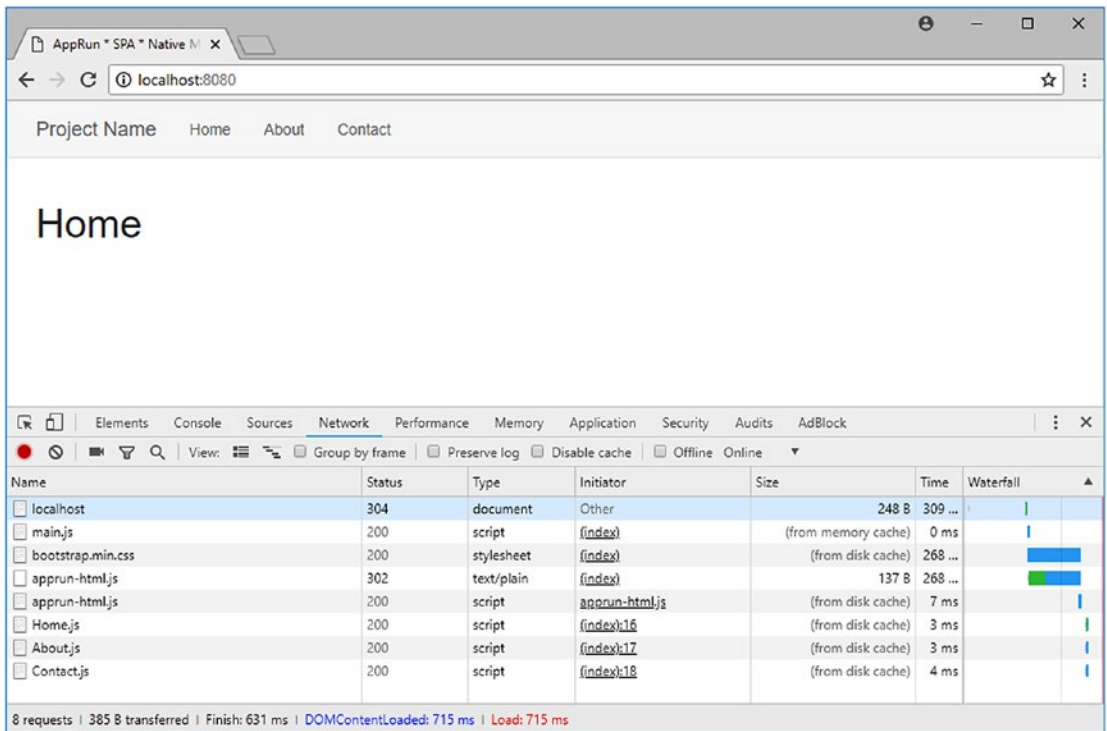 AppRun * SPA * Native M
localhost:8080
Project Name Home About Contact
Home
Elements Console Sources Network Performance Memory Application Security Audits AdBlock
View: Group by frame Preserve log Disable cache Offline Online
Name Status Type Initiator Size Time Waterfall
localhost 304 document Other 248 B 309 ...
main.js 200 script (index) (from memory cache) 0 ms
bootstrap.min.css 200 stylesheet (index) (from disk cache) 268 ...
apprun-html.js 302 text/plain (index) 137 B 268 ...
apprun-html.js 200 script apprun-html.js (from disk cache) 7 ms
Home.js 200 script (index):16 (from disk cache) 3 ms
About.js 200 script (index):17 (from disk cache) 3 ms
Contact.js 200 script (index):18 (from disk cache) 4 ms
8 requests | 385 B transferred | Finish: 631 ms | DOMContentLoaded: 715 ms | Load: 715 ms